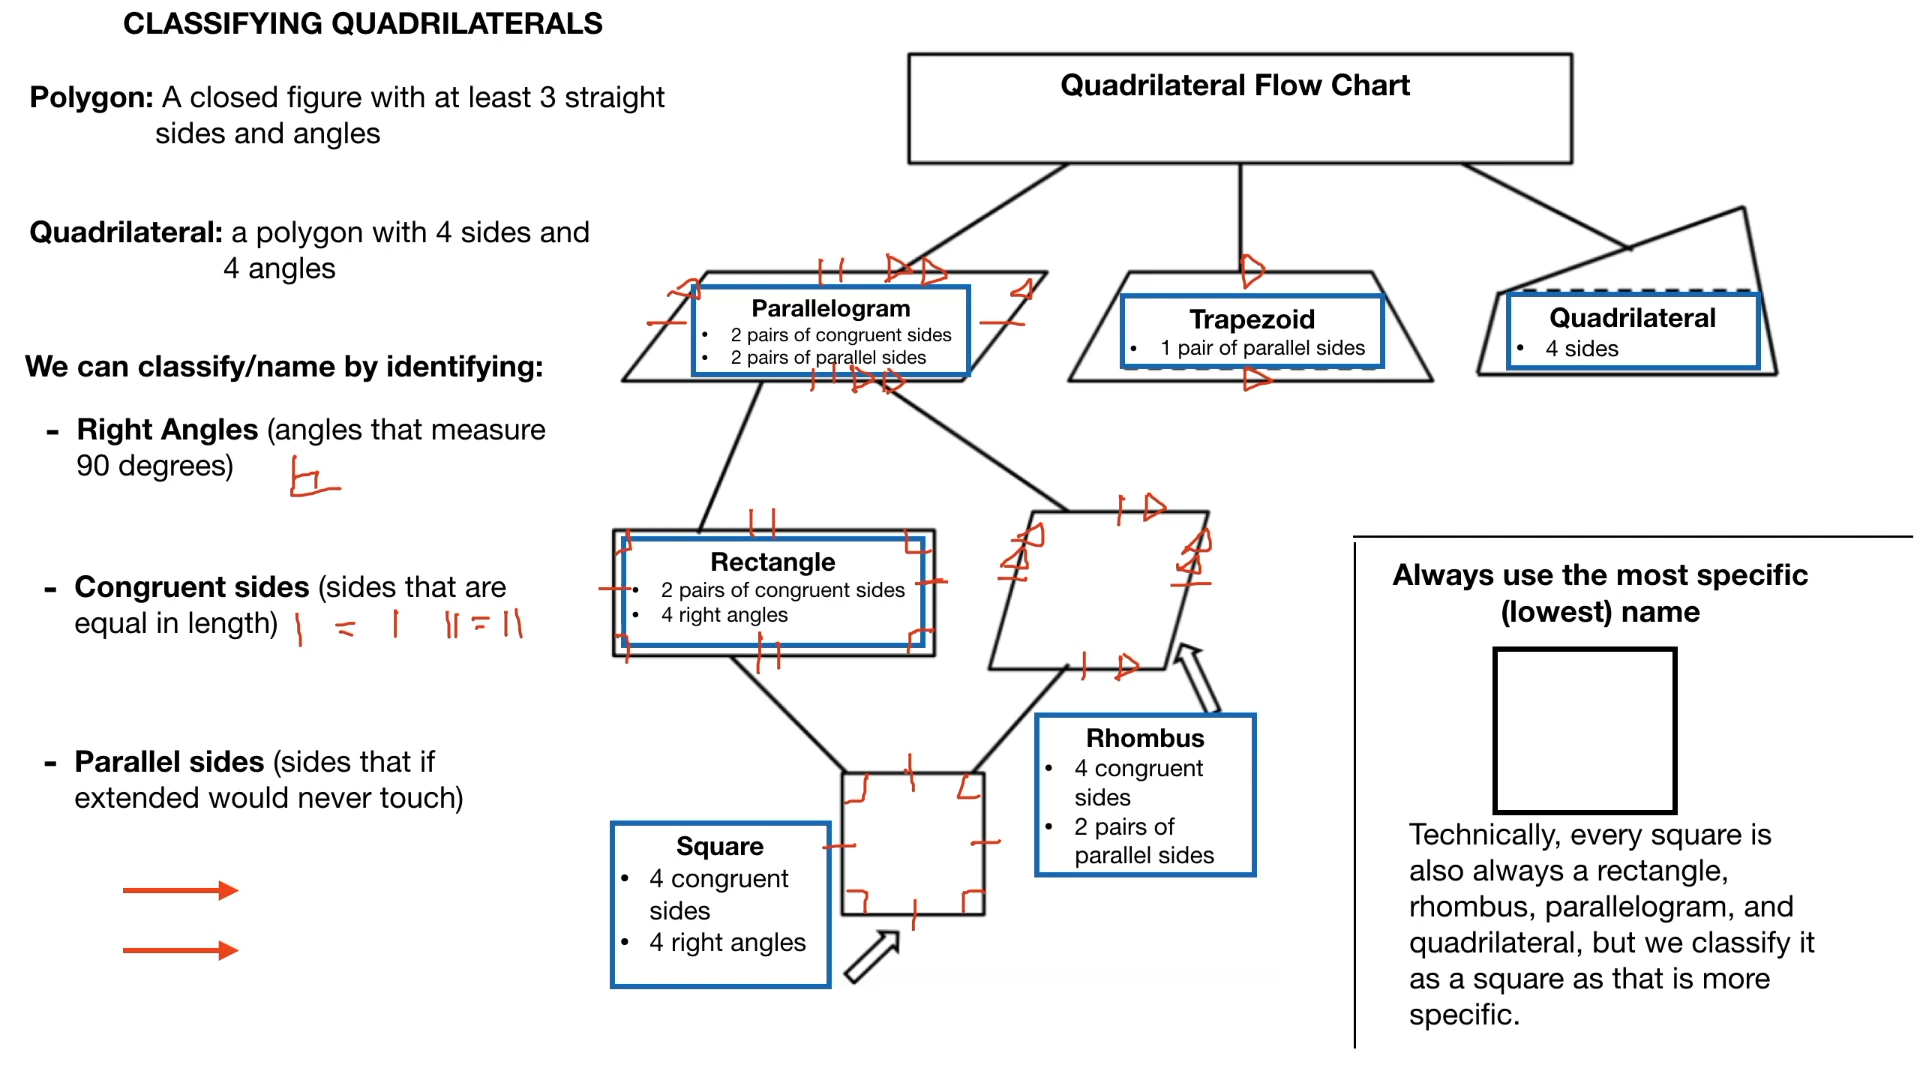 CLASSIFYING QUADRILATERALS
Polygon: A closed figure with at least 3 straight
sides and angles
Quadrilateral: a polygon with 4 sides and
4 angles
We can classify/name by identifying:
- Right Angles (angles that measure
90 degrees)
- Congruent sides (sides that are
equal in length) | = | || = ||
- Parallel sides (sides that if
extended would never touch)
Quadrilateral Flow Chart
Parallelogram
• 2 pairs of congruent sides
• 2 pairs of parallel sides
Trapezoid
• 1 pair of parallel sides
Quadrilateral
• 4 sides
Rectangle
• 2 pairs of congruent sides
• 4 right angles
Rhombus
• 4 congruent
sides
• 2 pairs of
parallel sides
Square
• 4 congruent
sides
• 4 right angles
Always use the most specific
(lowest) name
Technically, every square is
also always a rectangle,
rhombus, parallelogram, and
quadrilateral, but we classify it
as a square as that is more
specific.